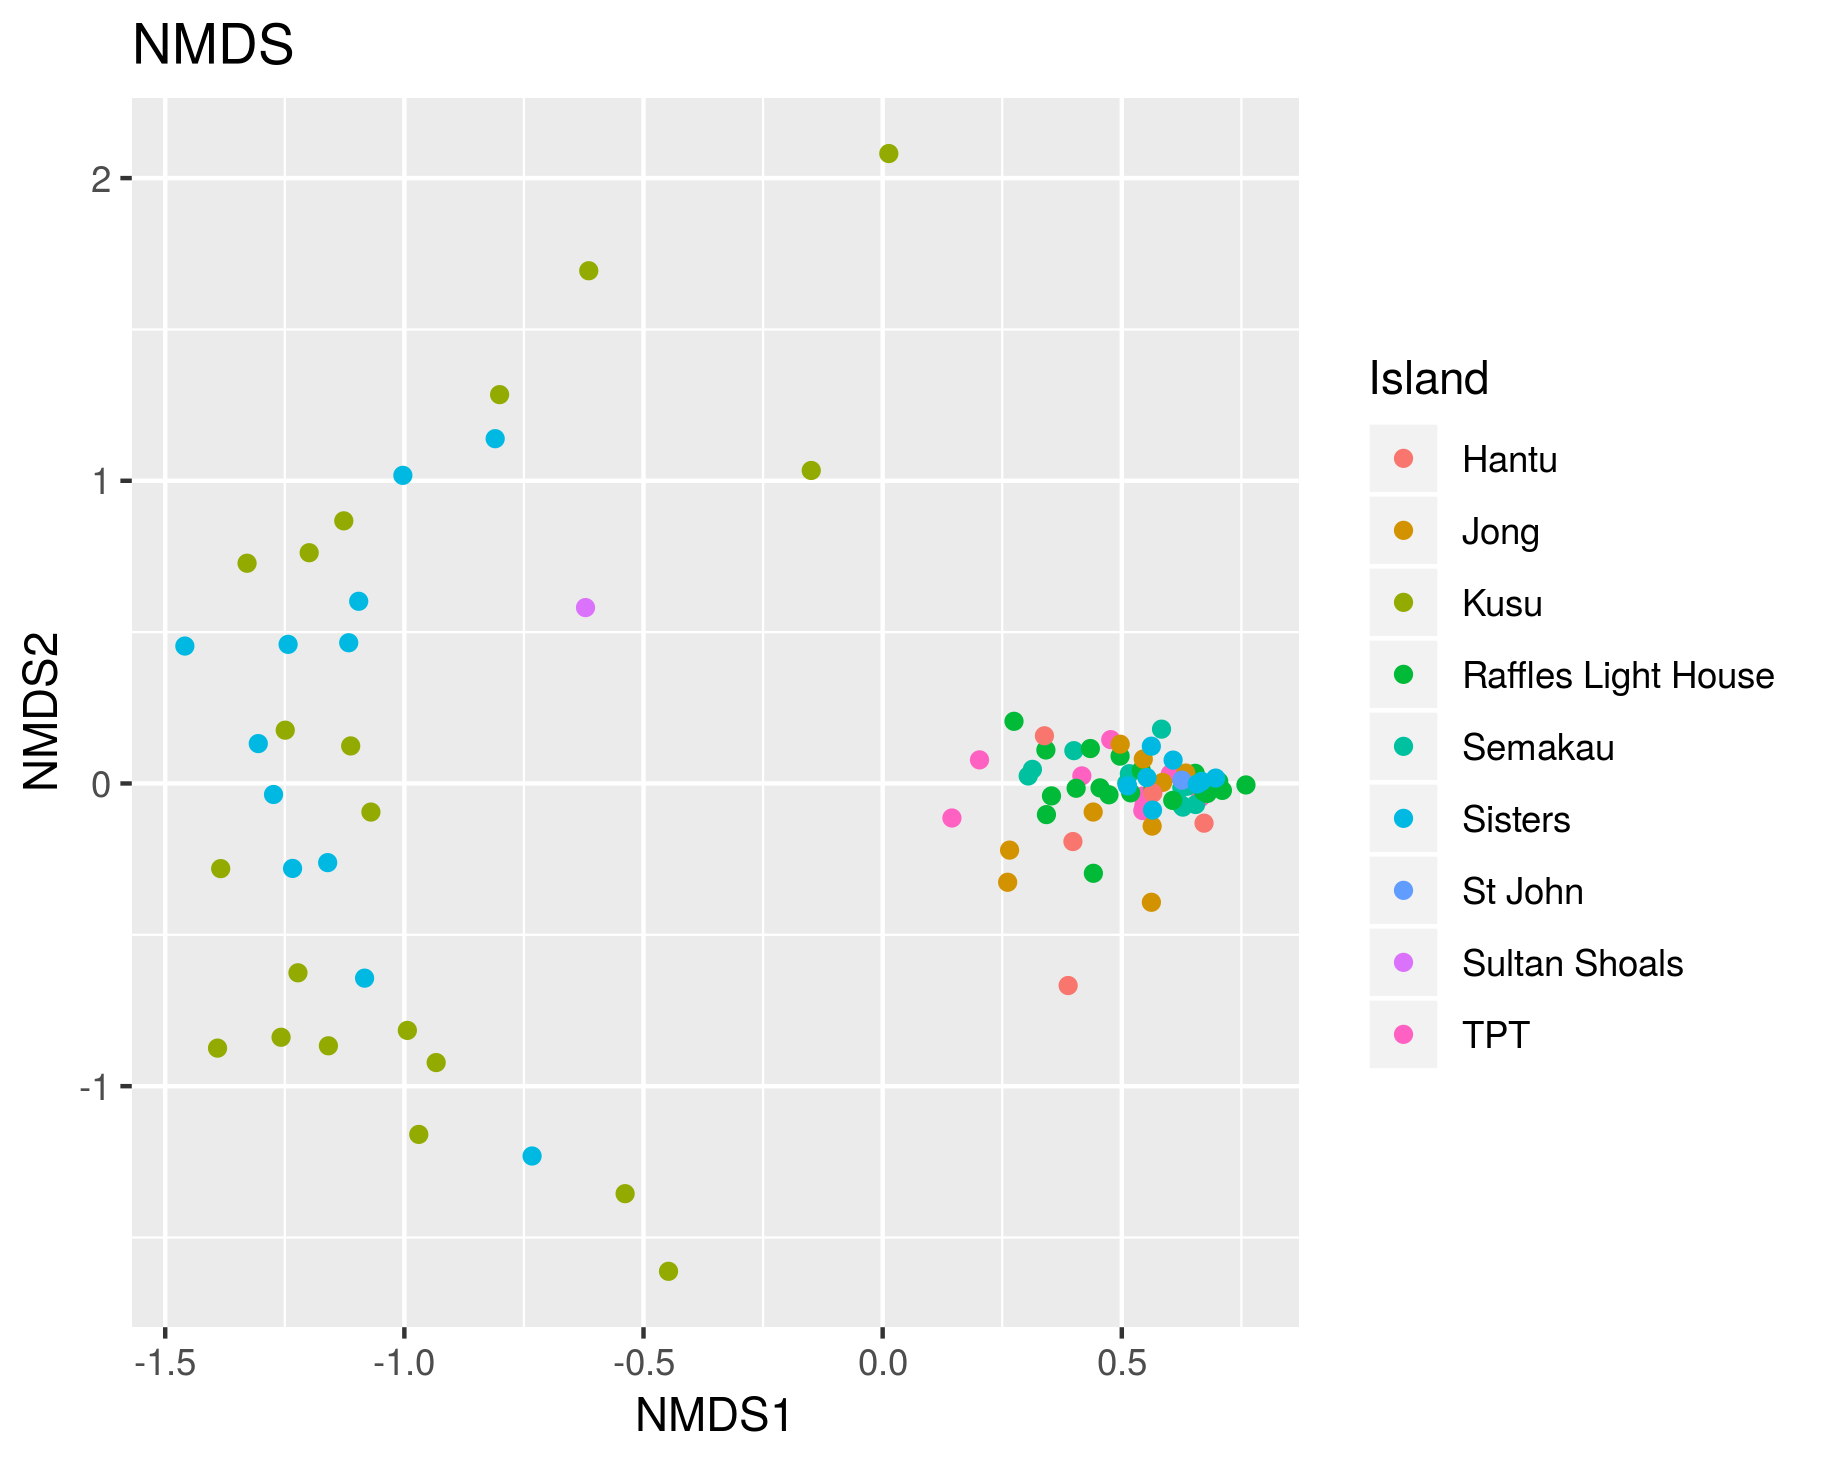 NMDS
2
1
0
-1
NMDS2
-1.5 -1.0 -0.5 0.0 0.5
NMDS1
Island
Hantu
Jong
Kusu
Raffles Light House
Semakau
Sisters
St John
Sultan Shoals
TPT